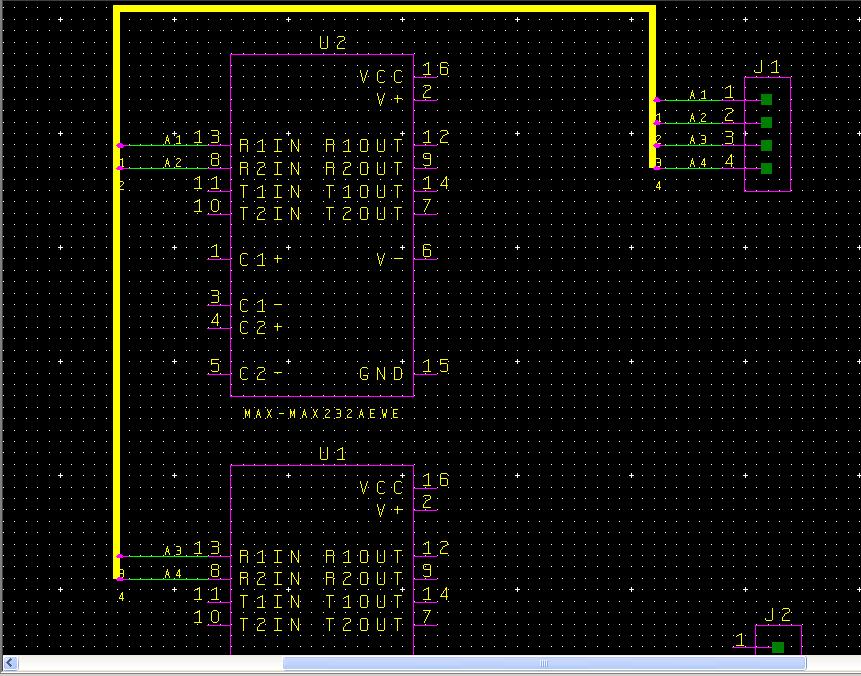 U2
VCC 16
V+ 2
J1
A1 1
A2 2
A3 3
A4 4
1
2
3
4
A1 13 R1IN R1OUT 12
A2 8 R2IN R2OUT 9
11 T1IN T1OUT 14
10 T2IN T2OUT 7
1
2
1 C1+ V- 6
3 C1-
4 C2+
5 C2- GND 15
MAX-MAX232AEWE
U1
VCC 16
V+ 2
A3 13 R1IN R1OUT 12
A4 8 R2IN R2OUT 9
11 T1IN T1OUT 14
10 T2IN T2OUT 7
3
4
J2
1